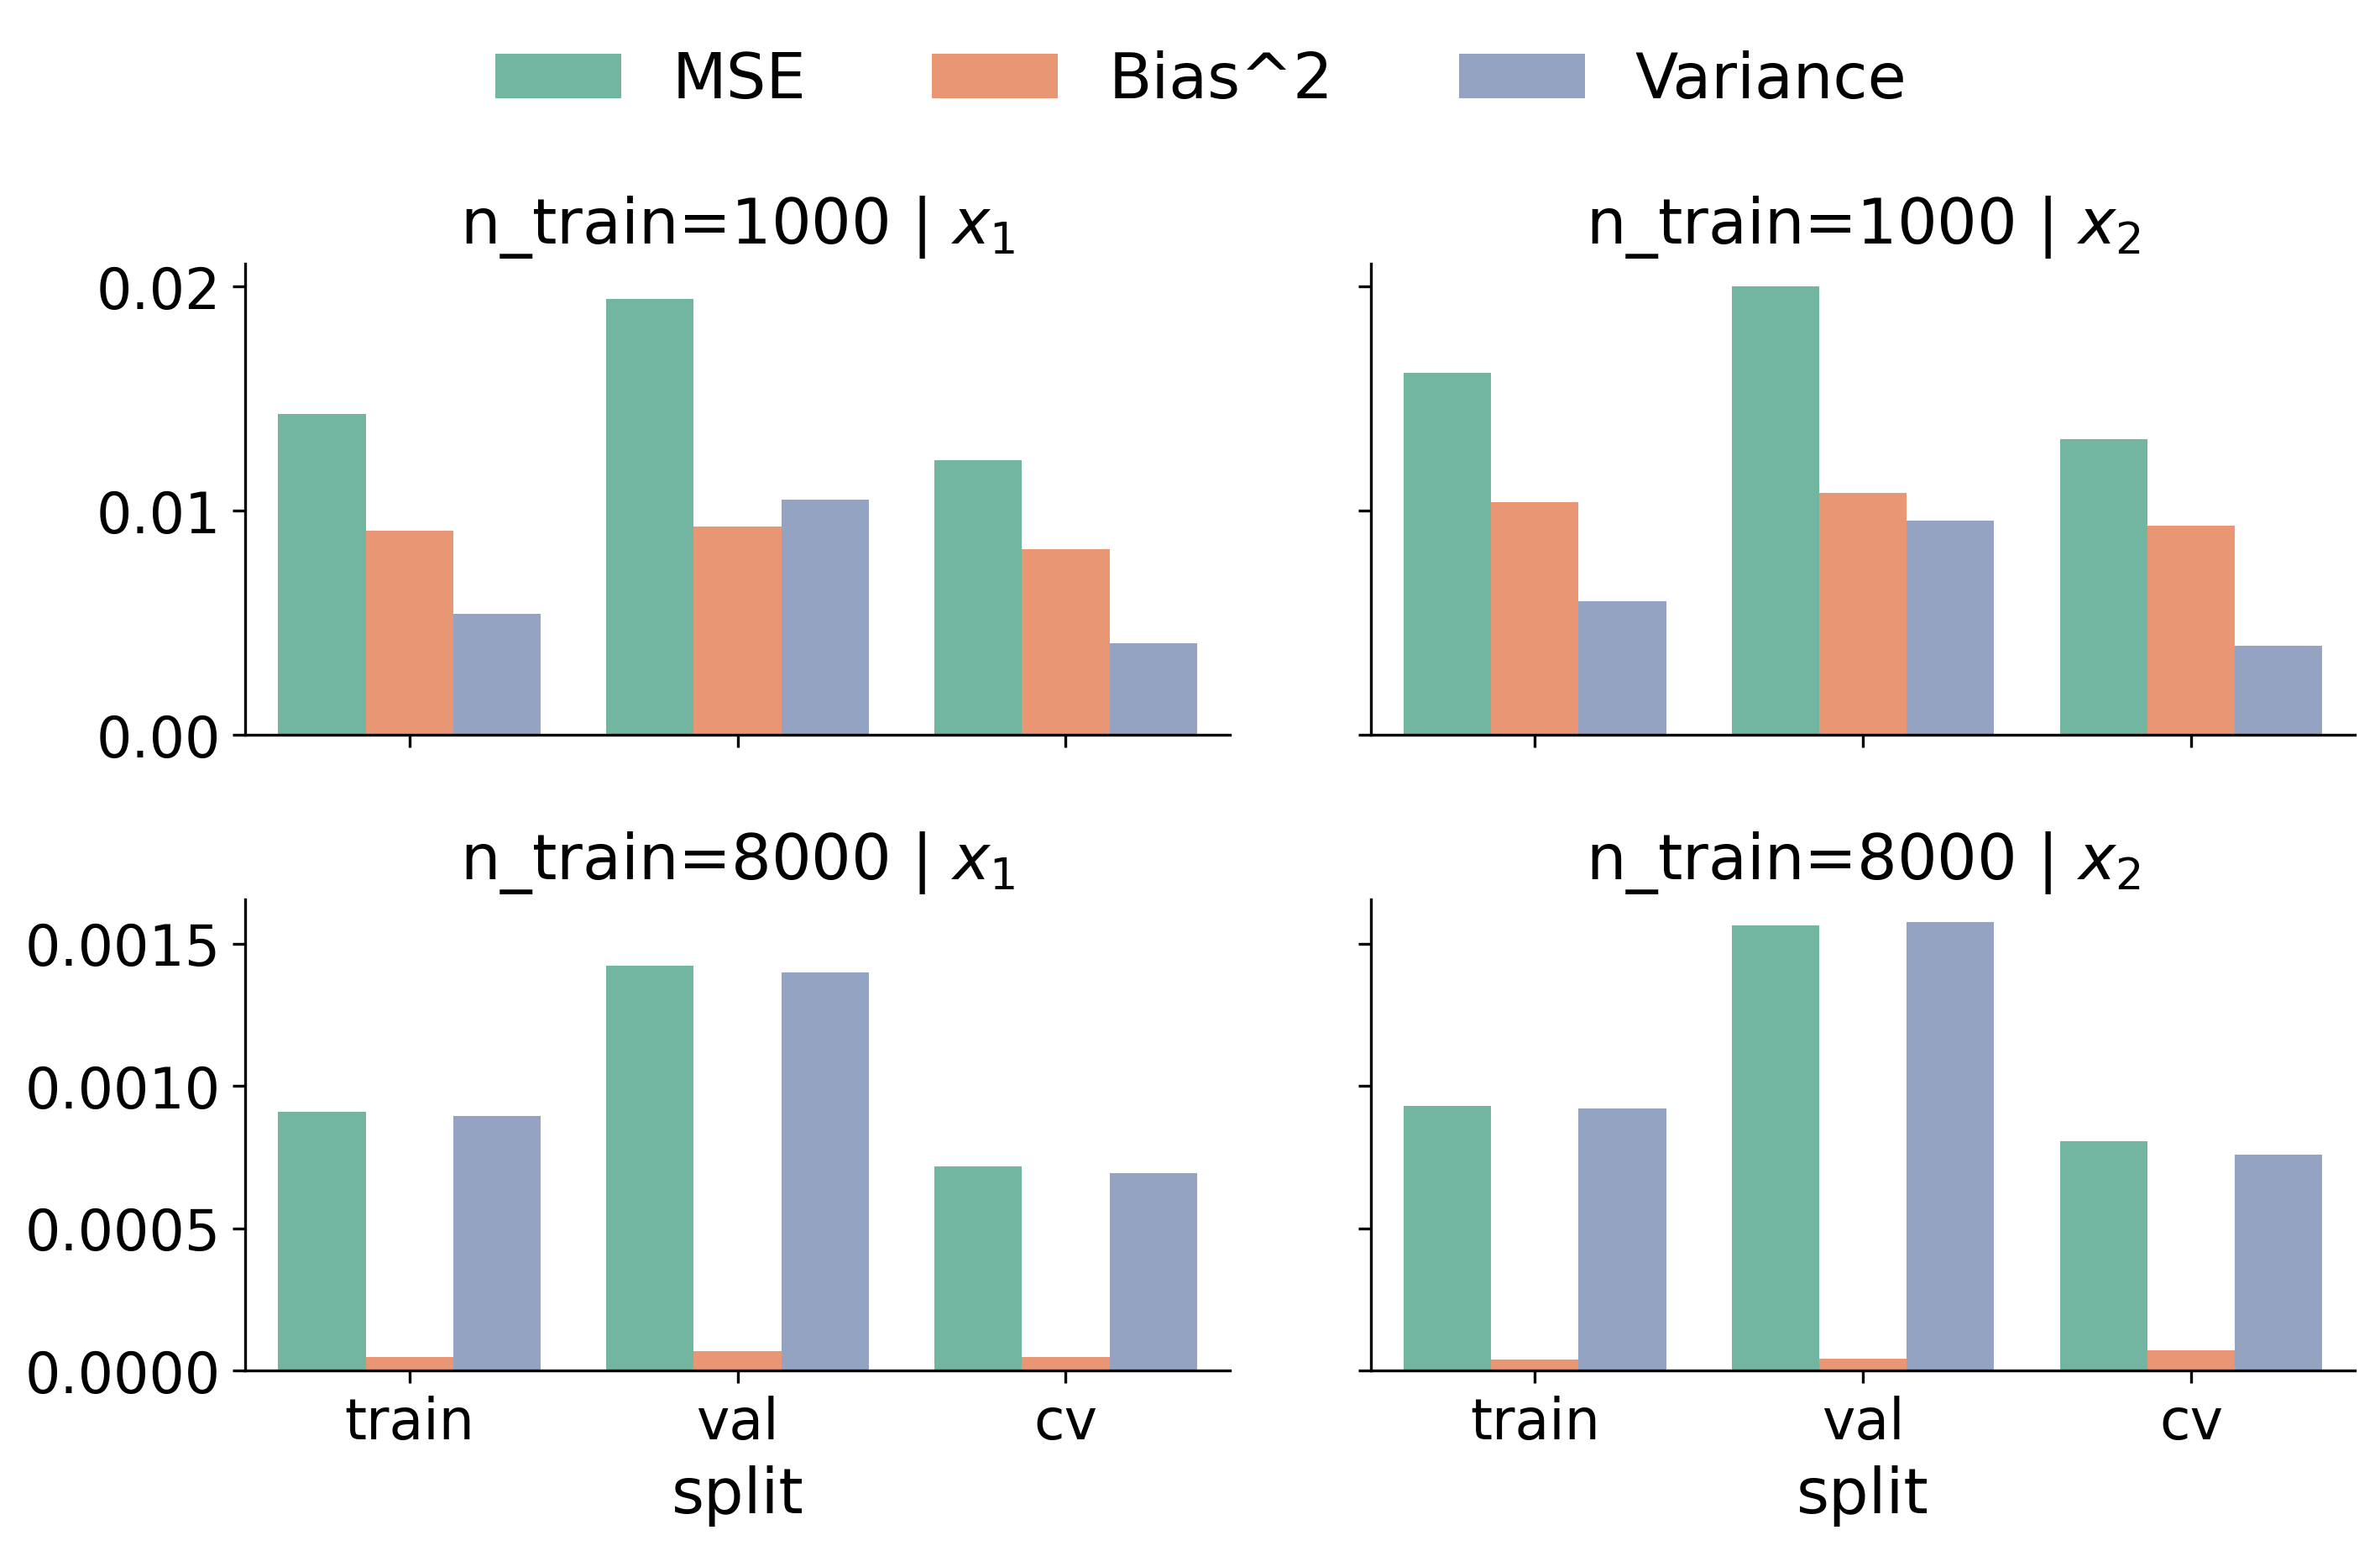 MSE Bias^2 Variance
n_train=1000 | x₁
n_train=1000 | x₂
0.02
0.01
0.00
n_train=8000 | x₁
n_train=8000 | x₂
0.0015
0.0010
0.0005
0.0000
train val cv
train val cv
split
split